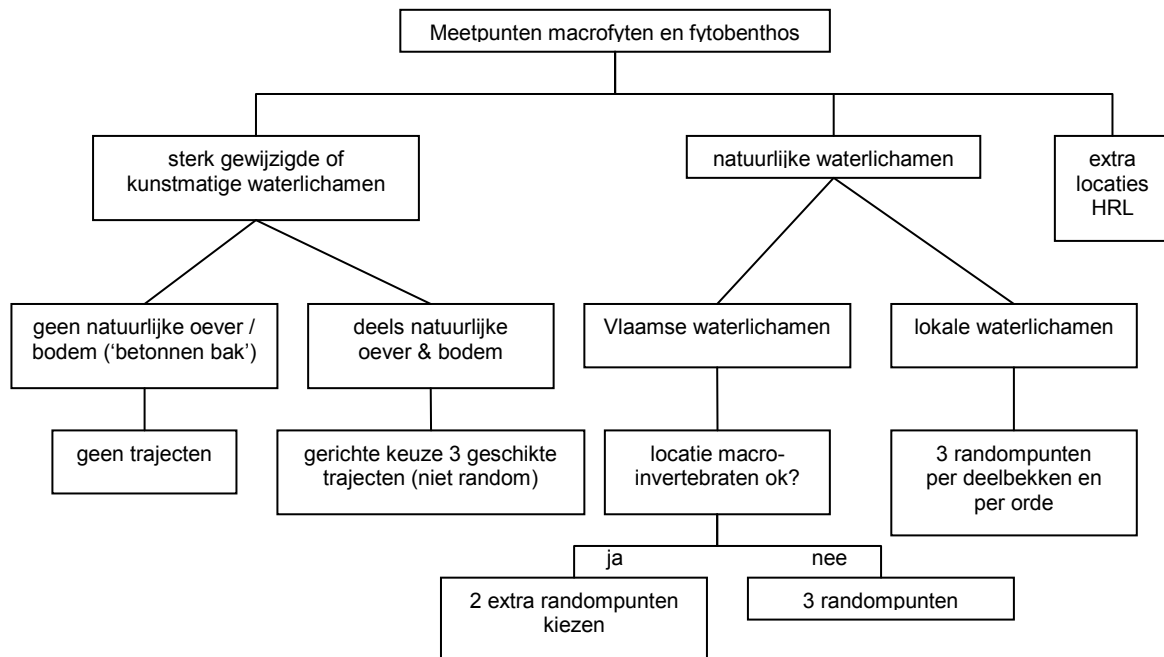 Meetpunten macrofyten en fytobenthos
sterk gewijzigde of
kunstmatige waterlichamen
natuurlijke waterlichamen
extra
locaties
HRL
geen natuurlijke oever /
bodem (‘betonnen bak’)
deels natuurlijke
oever & bodem
Vlaamse waterlichamen
lokale waterlichamen
geen trajecten
gerichte keuze 3 geschikte
trajecten (niet random)
locatie macro-
invertebraten ok?
3 randompunten
per deelbekken en
per orde
ja
nee
2 extra randompunten
kiezen
3 randompunten